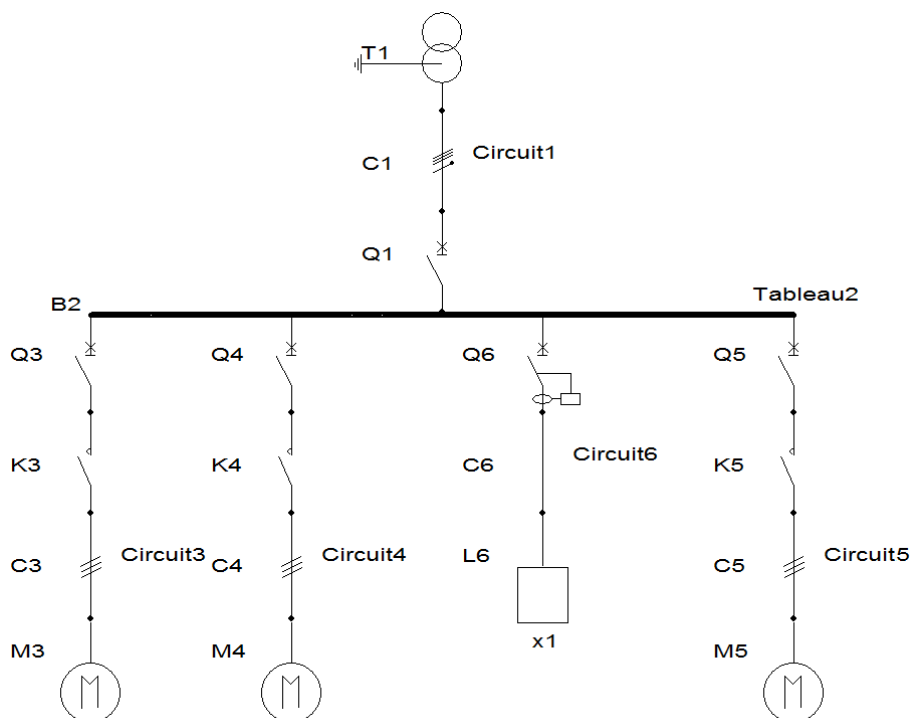 T1
C1 Circuit1
Q1
B2 Tableau2
Q3 Q4 Q6 Q5
K3 K4 C6 Circuit6 K5
C3 Circuit3 C4 Circuit4 L6 C5 Circuit5
x1
M3 M4 M5
M M M